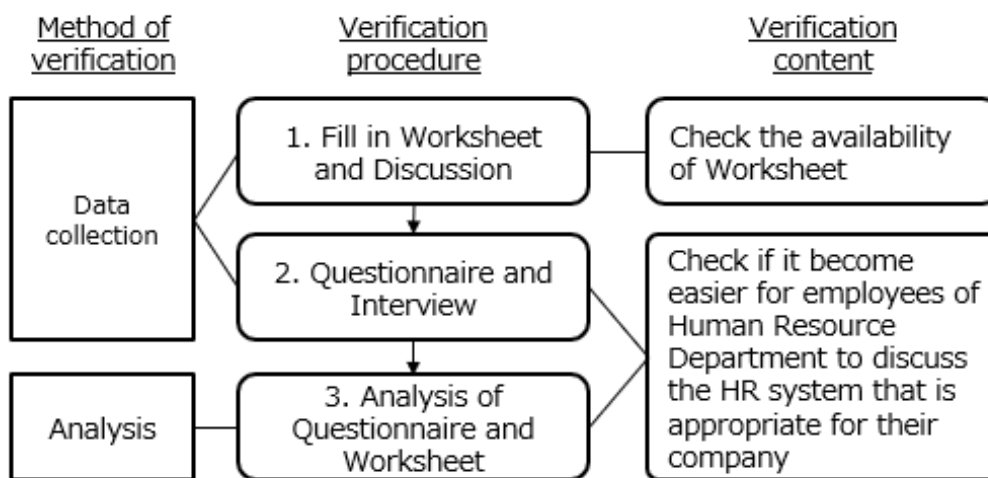 Method of
verification
Verification
procedure
Verification
content
Data
collection
1. Fill in Worksheet
and Discussion
Check the availability
of Worksheet
2. Questionnaire and
Interview
Check if it become
easier for employees of
Human Resource
Department to discuss
the HR system that is
appropriate for their
company
Analysis
3. Analysis of
Questionnaire and
Worksheet